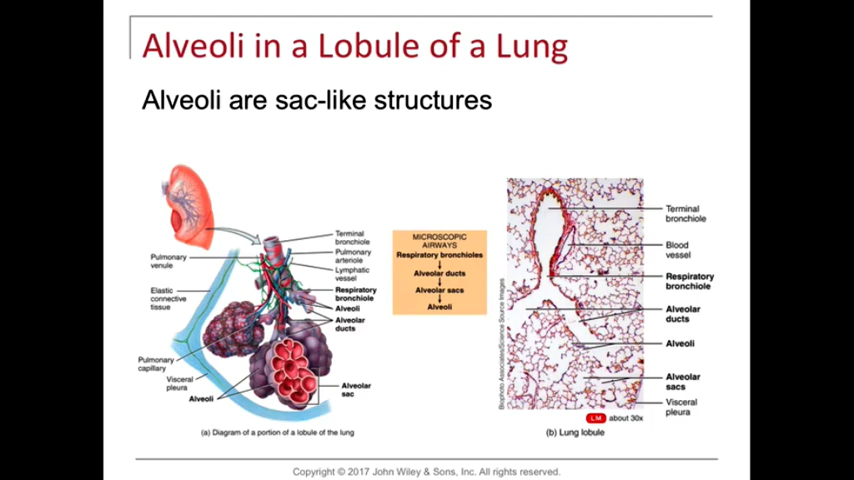 Alveoli in a Lobule of a Lung
Alveoli are sac-like structures
Terminal
bronchiole
Pulmonary
arteriole
Lymphatic
vessel
Respiratory
bronchiole
Alveoli
Alveolar
ducts
Alveolar
sac
Pulmonary
venule
Elastic
connective
tissue
Pulmonary
capillary
Visceral
pleura
Alveoli
(a) Diagram of a portion of a lobule of the lung
MICROSCOPIC
AIRWAYS
Respiratory bronchioles
Alveolar ducts
Alveolar sacs
Alveoli
Biophoto Associates/Science Source Images
Terminal
bronchiole
Blood
vessel
Respiratory
bronchiole
Alveolar
ducts
Alveoli
Alveolar
sacs
Visceral
pleura
LM about 30x
(b) Lung lobule
Copyright © 2017 John Wiley & Sons, Inc. All rights reserved.